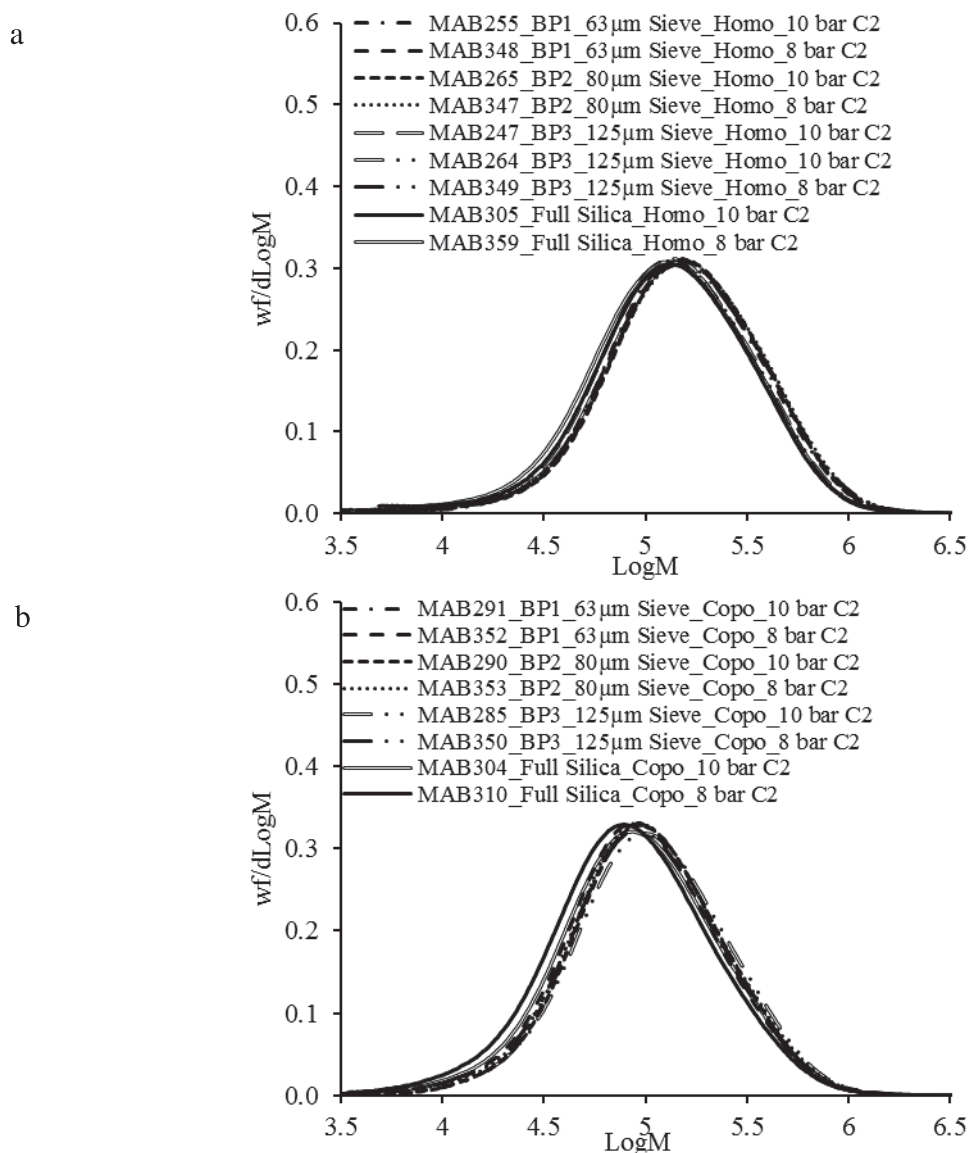 a
0.6
MAB255_BP1_63µm Sieve_Homo_10 bar C2
MAB348_BP1_63µm Sieve_Homo_8 bar C2
MAB265_BP2_80µm Sieve_Homo_10 bar C2
0.5
MAB347_BP2_80µm Sieve_Homo_8 bar C2
MAB247_BP3_125µm Sieve_Homo_10 bar C2
MAB264_BP3_125µm Sieve_Homo_10 bar C2
0.4
MAB349_BP3_125µm Sieve_Homo_8 bar C2
MAB305_Full Silica_Homo_10 bar C2
MAB359_Full Silica_Homo_8 bar C2
wf/dLogM
0.3
0.2
0.1
0.0
3.5 4 4.5 5 5.5 6 6.5
LogM
b
0.6
MAB291_BP1_63µm Sieve_Copo_10 bar C2
MAB352_BP1_63µm Sieve_Copo_8 bar C2
MAB290_BP2_80µm Sieve_Copo_10 bar C2
0.5
MAB353_BP2_80µm Sieve_Copo_8 bar C2
MAB285_BP3_125µm Sieve_Copo_10 bar C2
MAB350_BP3_125µm Sieve_Copo_8 bar C2
0.4
MAB304_Full Silica_Copo_10 bar C2
MAB310_Full Silica_Copo_8 bar C2
wf/dLogM
0.3
0.2
0.1
0.0
3.5 4 4.5 5 5.5 6 6.5
LogM